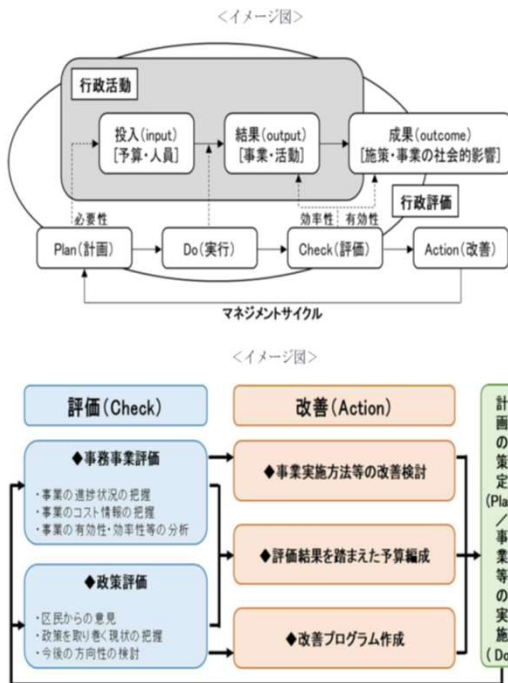 <イメージ図>
行政活動
投入(input)
[予算・人員]
結果(output)
[事業・活動]
成果(outcome)
[施策・事業の社会的影響]
行政評価
必要性
効率性
有効性
Plan(計画)
Do(実行)
Check(評価)
Action(改善)
マネジメントサイクル
<イメージ図>
評価(Check)
改善(Action)
◆事務事業評価
・事業の進捗状況の把握
・事業のコスト情報の把握
・事業の有効性・効率性等の分析
◆政策評価
・区民からの意見
・政策を取り巻く現状の把握
・今後の方向性の検討
◆事業実施方法等の改善検討
◆評価結果を踏まえた予算編成
◆改善プログラム作成
計
画
の
策
定
(Pla
/
事
業
等
の
実
施
(Do